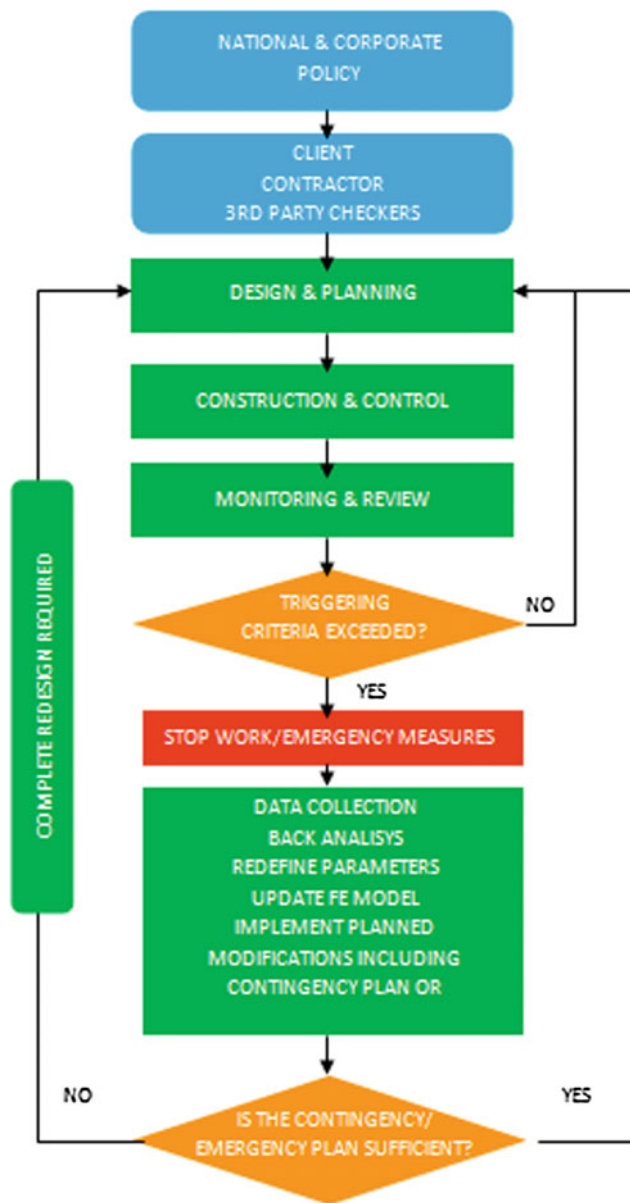 NATIONAL & CORPORATE
POLICY
CLIENT
CONTRACTOR
3RD PARTY CHECKERS
DESIGN & PLANNING
CONSTRUCTION & CONTROL
MONITORING & REVIEW
COMPLETE REDESIGN REQUIRED
TRIGGERING
CRITERIA EXCEEDED?
NO
YES
STOP WORK/EMERGENCY MEASURES
DATA COLLECTION
BACK ANALISYS
REDEFINE PARAMETERS
UPDATE FE MODEL
IMPLEMENT PLANNED
MODIFICATIONS INCLUDING
CONTINGENCY PLAN OR
NO
YES
IS THE CONTINGENCY/
EMERGENCY PLAN SUFFICIENT?